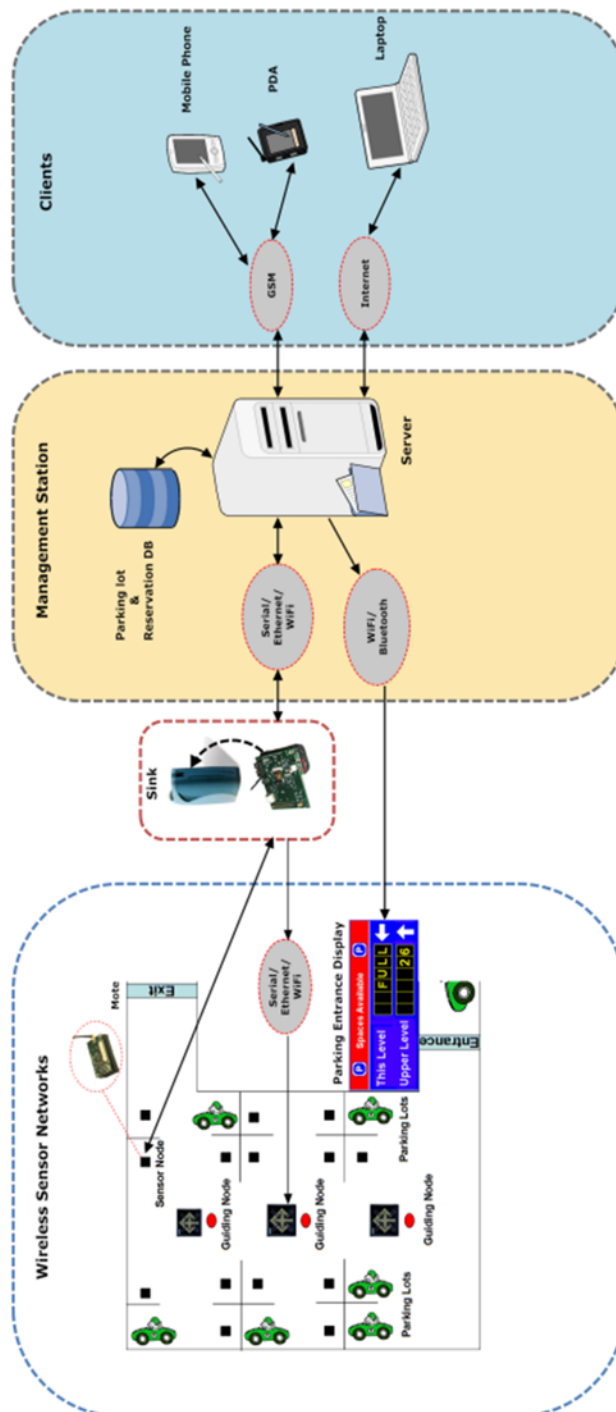 Wireless Sensor Networks
Mote
Exit
Sensor Node
Guiding Node
Guiding Node
Guiding Node
Parking Lots
Parking Lots
Serial/
Ethernet/
WiFi
Parking Entrance Display
P Spaces Available P
This Level FULL
Upper Level 26
Entrance
Sink
Management Station
Parking lot
&
Reservation DB
Serial/
Ethernet/
WiFi
WiFi/
Bluetooth
Server
Clients
Mobile Phone
PDA
GSM
Internet
Laptop